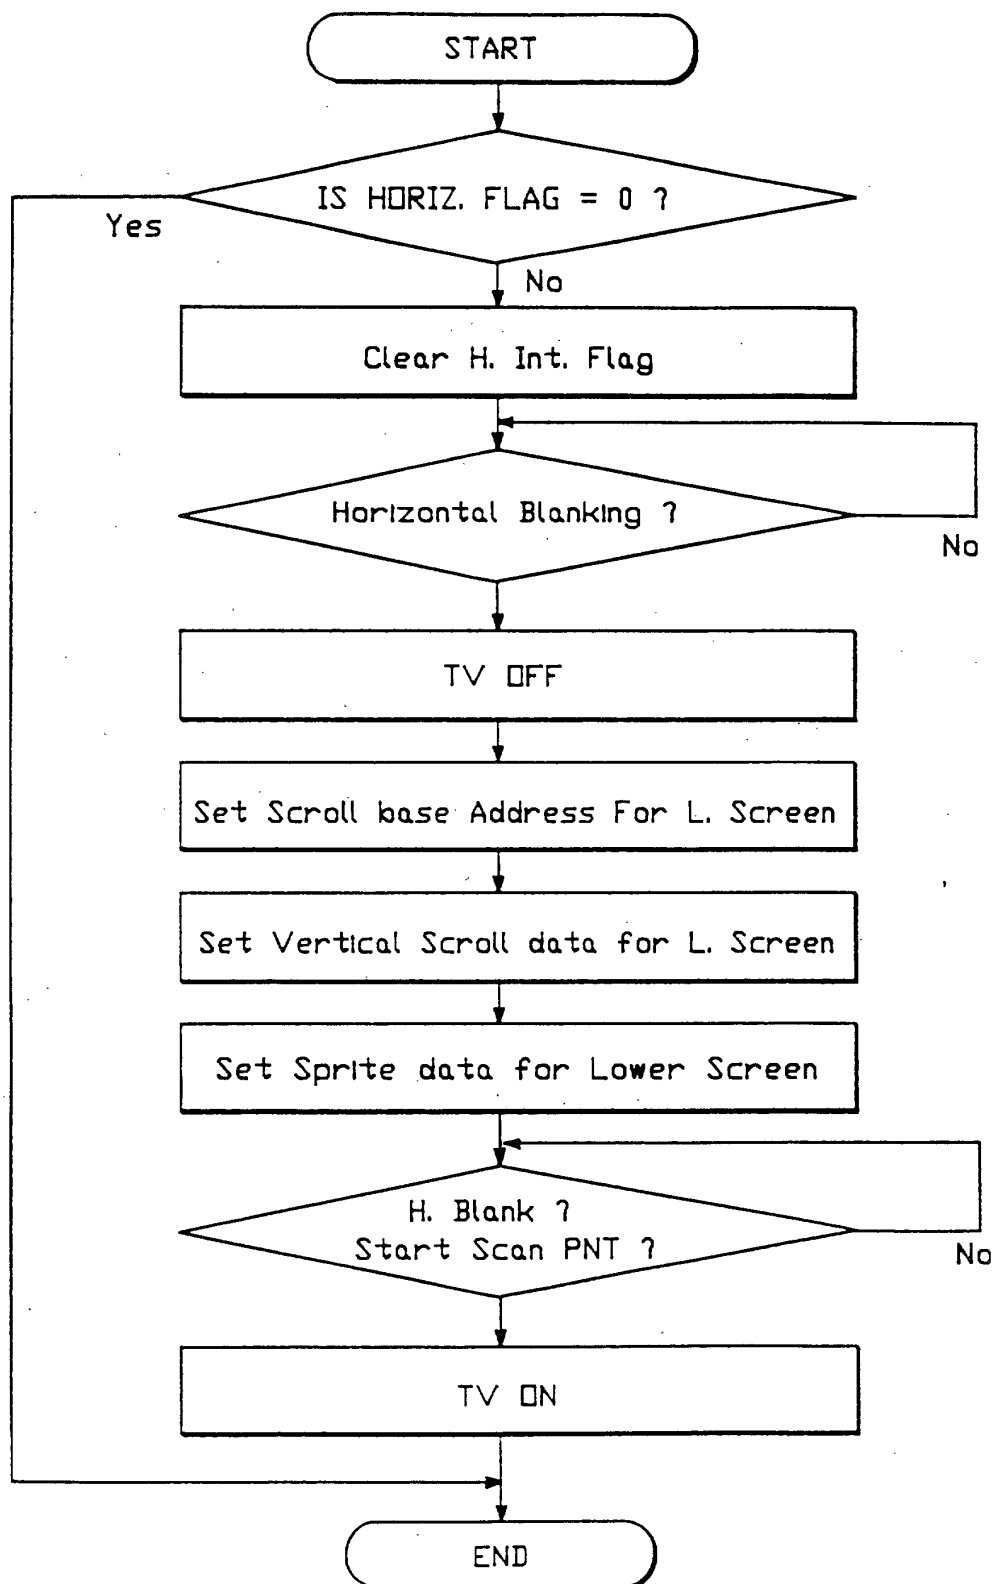 START
IS HORIZ. FLAG = 0 ?
Yes
No
Clear H. Int. Flag
Horizontal Blanking ?
No
TV OFF
Set Scroll base Address For L. Screen
Set Vertical Scroll data for L. Screen
Set Sprite data for Lower Screen
H. Blank ?
Start Scan PNT ?
No
TV ON
END